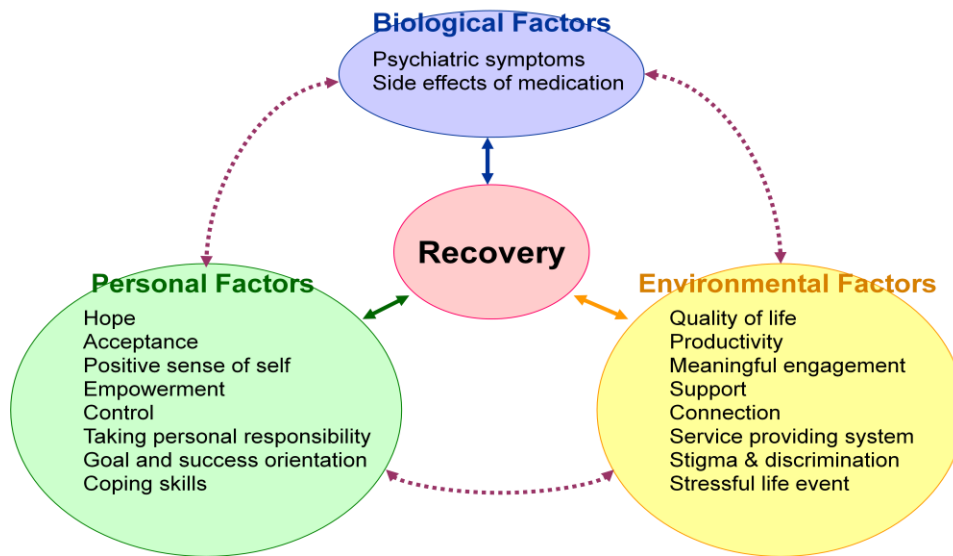 Biological Factors
Psychiatric symptoms
Side effects of medication
Recovery
Personal Factors
Hope
Acceptance
Positive sense of self
Empowerment
Control
Taking personal responsibility
Goal and success orientation
Coping skills
Environmental Factors
Quality of life
Productivity
Meaningful engagement
Support
Connection
Service providing system
Stigma & discrimination
Stressful life event